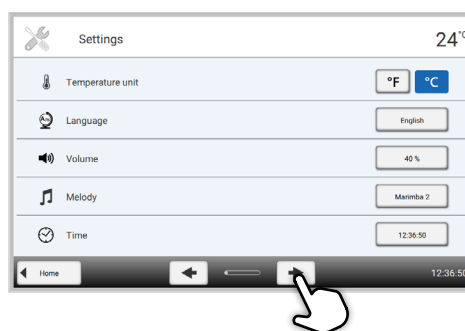 Settings 24°C
Temperature unit °F °C
Language English
Volume 40 %
Melody Marimba 2
Time 12:36:50
Home 12:36:50